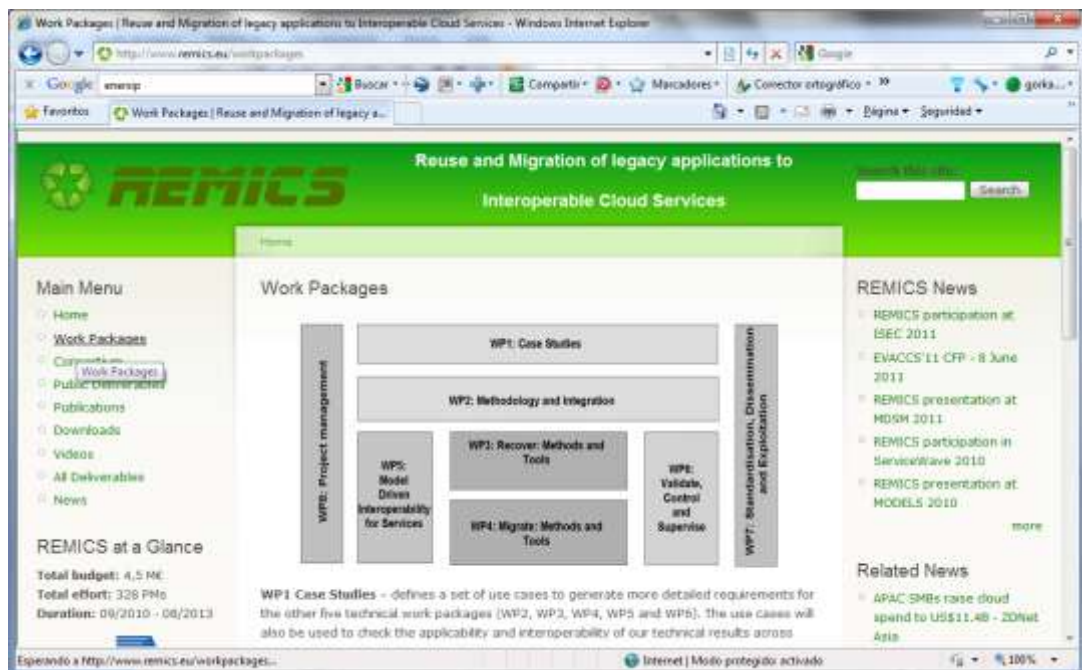 Work Packages | Reuse and Migration of legacy applications to Interoperable Cloud Services - Windows Internet Explorer
http://www.remics.eu/workpackages
Google
Google enersip Buscar Compartir Marcadores Corrector ortográfico gorka...
Favoritos Work Packages | Reuse and Migration of legacy a... Página Seguridad
REMICS
Reuse and Migration of legacy applications to
Interoperable Cloud Services
Search this site:
Search
Home
Main Menu
Home
Work Packages
Work Packages
Public Deliverables
Publications
Downloads
Videos
All Deliverables
News
REMICS at a Glance
Total budget: 4,5 M€
Total effort: 328 PMs
Duration: 09/2010 - 08/2013
Work Packages
WP8: Project management
WP1: Case Studies
WP2: Methodology and Integration
WP5:
Model
Driven
Interoperability
for Services
WP3: Recover: Methods and
Tools
WP4: Migrate: Methods and
Tools
WP6:
Validate,
Control
and
Supervise
WP7: Standardisation, Dissemination
and Exploitation
WP1 Case Studies - defines a set of use cases to generate more detailed requirements for
the other five technical work packages (WP2, WP3, WP4, WP5 and WP6). The use cases will
also be used to check the applicability and interoperability of our technical results across
REMICS News
REMICS participation at
ISEC 2011
EVACCS'11 CFP - 8 June
2011
REMICS presentation at
MDSM 2011
REMICS participation in
ServiceWave 2010
REMICS presentation at
MODELS 2010
more
Related News
APAC SMBs raise cloud
spend to US$11.4B - ZDNet
Asia
Esperando a http://www.remics.eu/workpackages...
Internet | Modo protegido: activado
100%